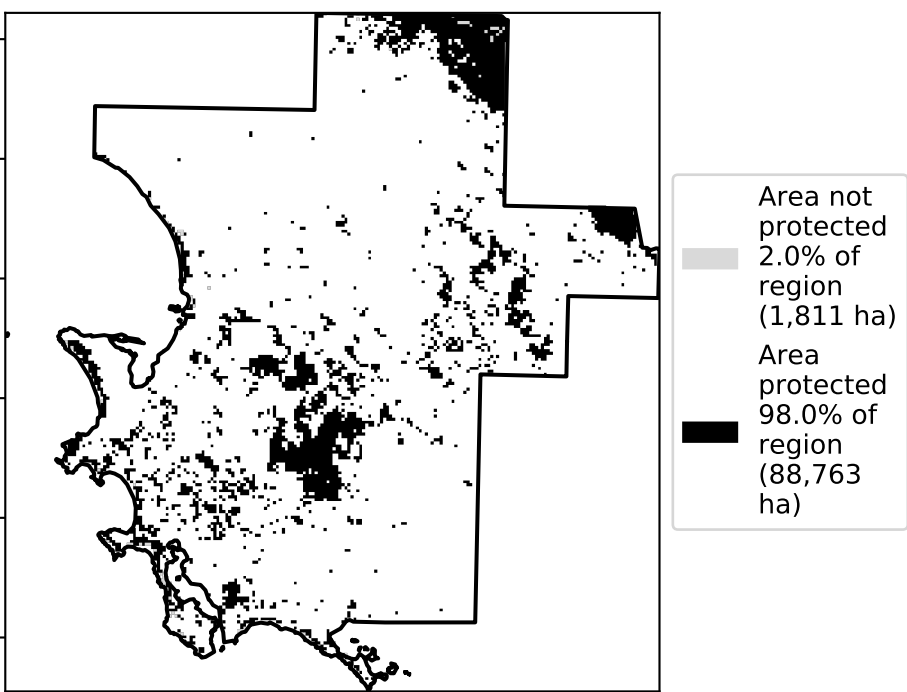 Area not
protected
2.0% of
region
(1,811 ha)
Area
protected
98.0% of
region
(88,763
ha)